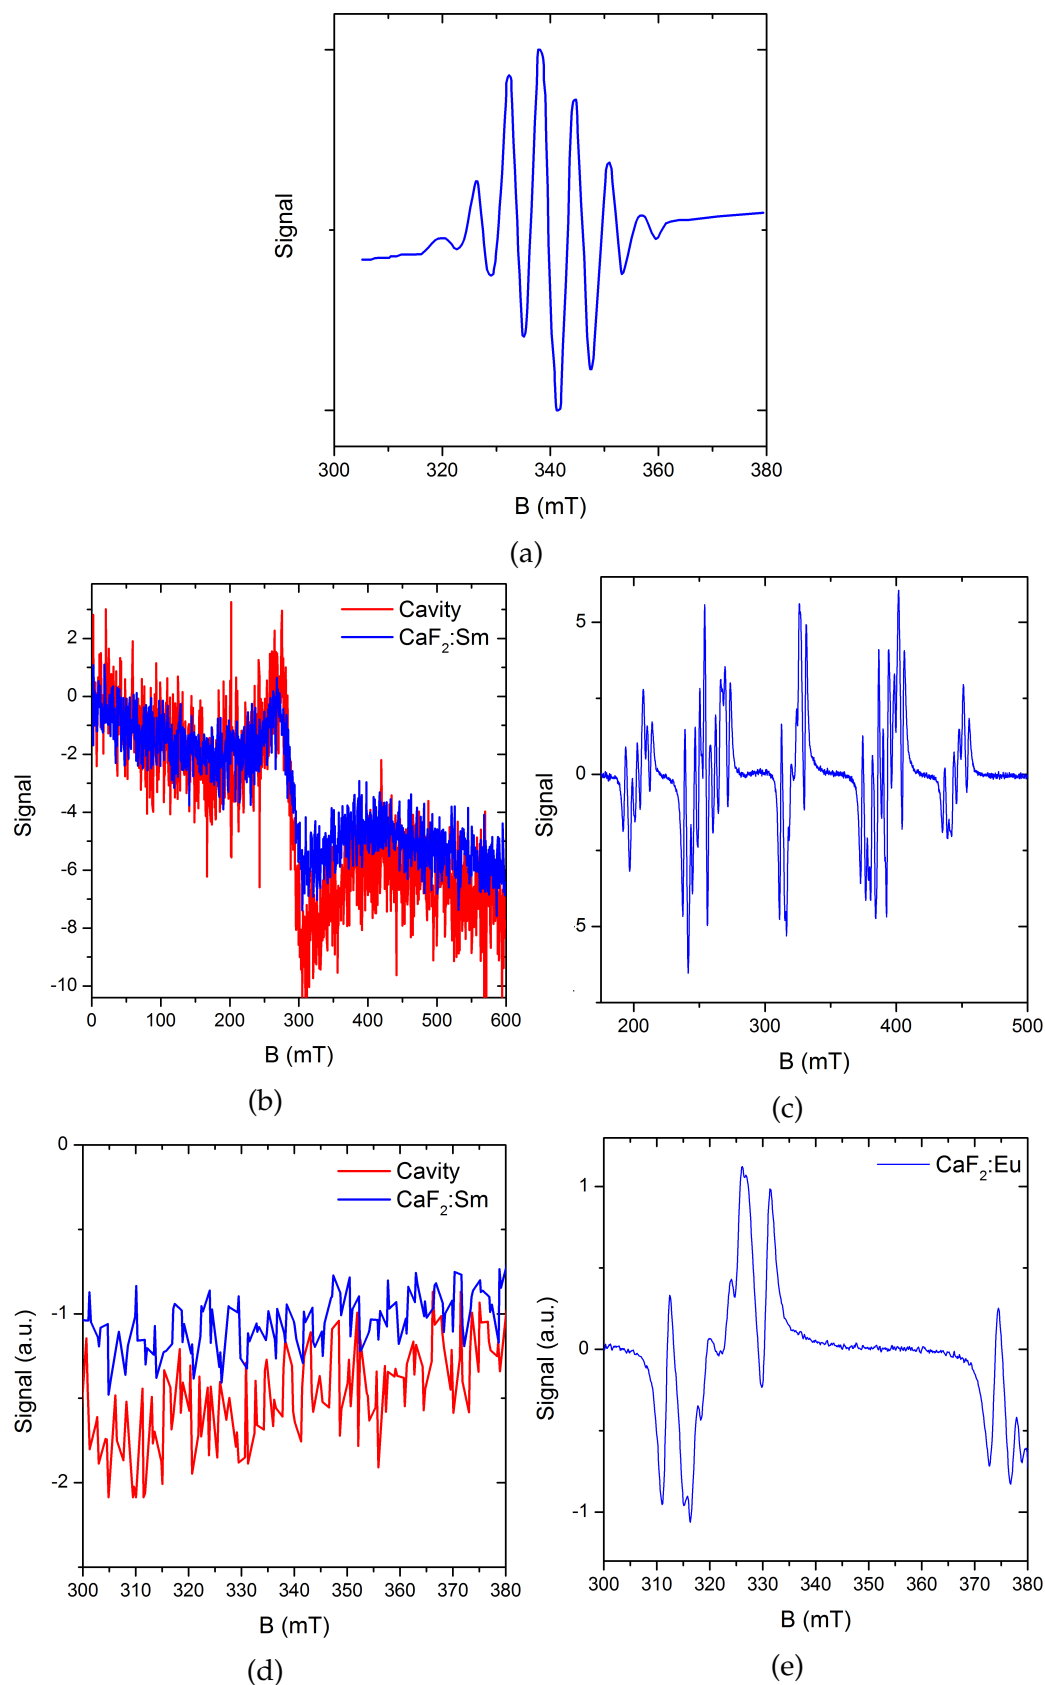 Signal
300 320 340 360 380
B (mT)
(a)
2
0
-2
-4
-6
-8
-10
Signal
Cavity
CaF2:Sm
0 100 200 300 400 500 600
B (mT)
(b)
5
0
-5
Signal
200 300 400 500
B (mT)
(c)
0
-1
-2
Signal (a.u.)
Cavity
CaF2:Sm
300 310 320 330 340 350 360 370 380
B (mT)
(d)
1
0
-1
Signal (a.u.)
CaF2:Eu
300 310 320 330 340 350 360 370 380
B (mT)
(e)